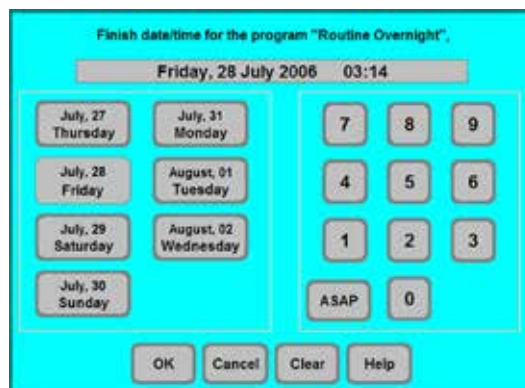 Finish date/time for the program "Routine Overnight",
Friday, 28 July 2006 03:14
July, 27
Thursday
July, 28
Friday
July, 29
Saturday
July, 30
Sunday
July, 31
Monday
August, 01
Tuesday
August, 02
Wednesday
7 8 9
4 5 6
1 2 3
ASAP 0
OK Cancel Clear Help